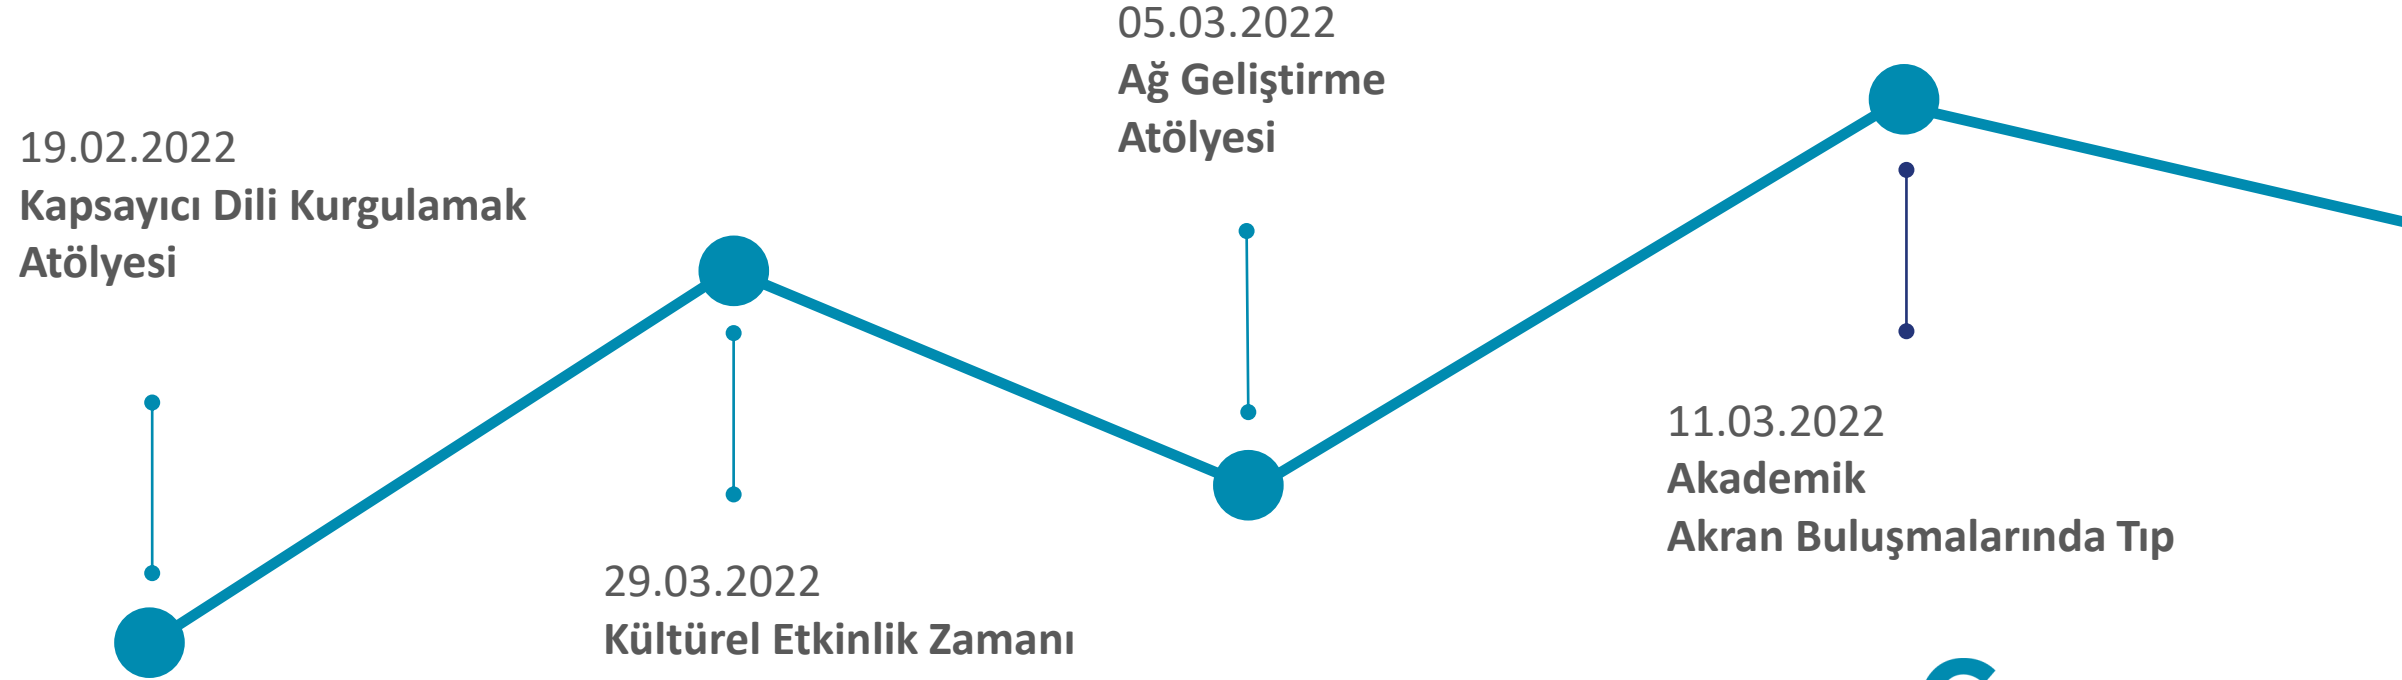 19.02.2022
Kapsayıcı Dili Kurgulamak
Atölyesi
29.03.2022
Kültürel Etkinlik Zamanı
05.03.2022
Ağ Geliştirme
Atölyesi
11.03.2022
Akademik
Akran Buluşmalarında Tıp